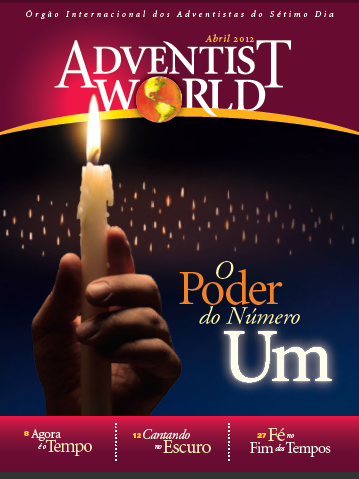 Órgão Internacional dos Adventistas do Sétimo Dia
Abril 2012
ADVENTIST
WORLD
O
Poder
do Número
Um
8 Agora
é o Tempo
12 Cantando
no Escuro
27 Fé no
Fim dos Tempos